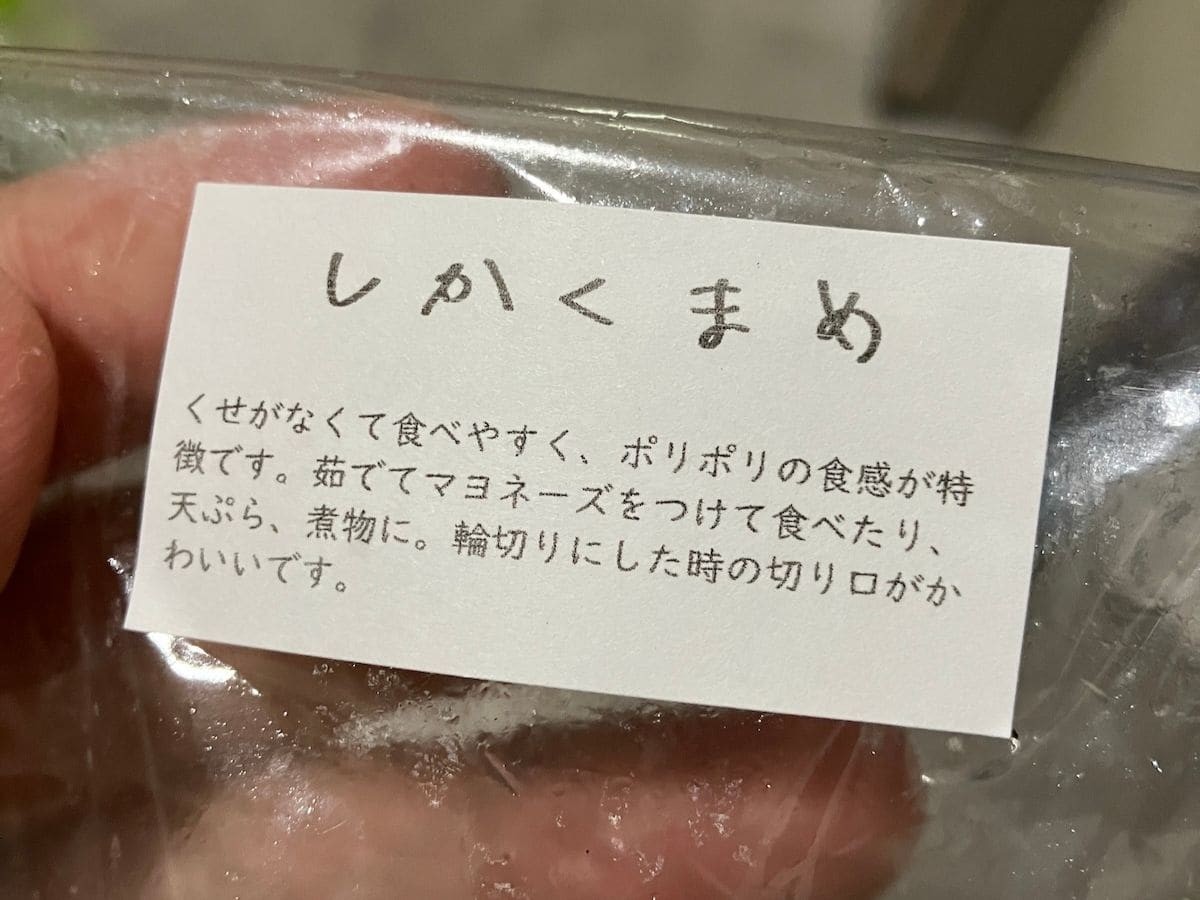 しかくまめ
くせがなくて食べやすく、ポリポリの食感が特
徴です。茹でてマヨネーズをつけて食べたり、
天ぷら、煮物に。輪切りにした時の切り口がか
わいいです。